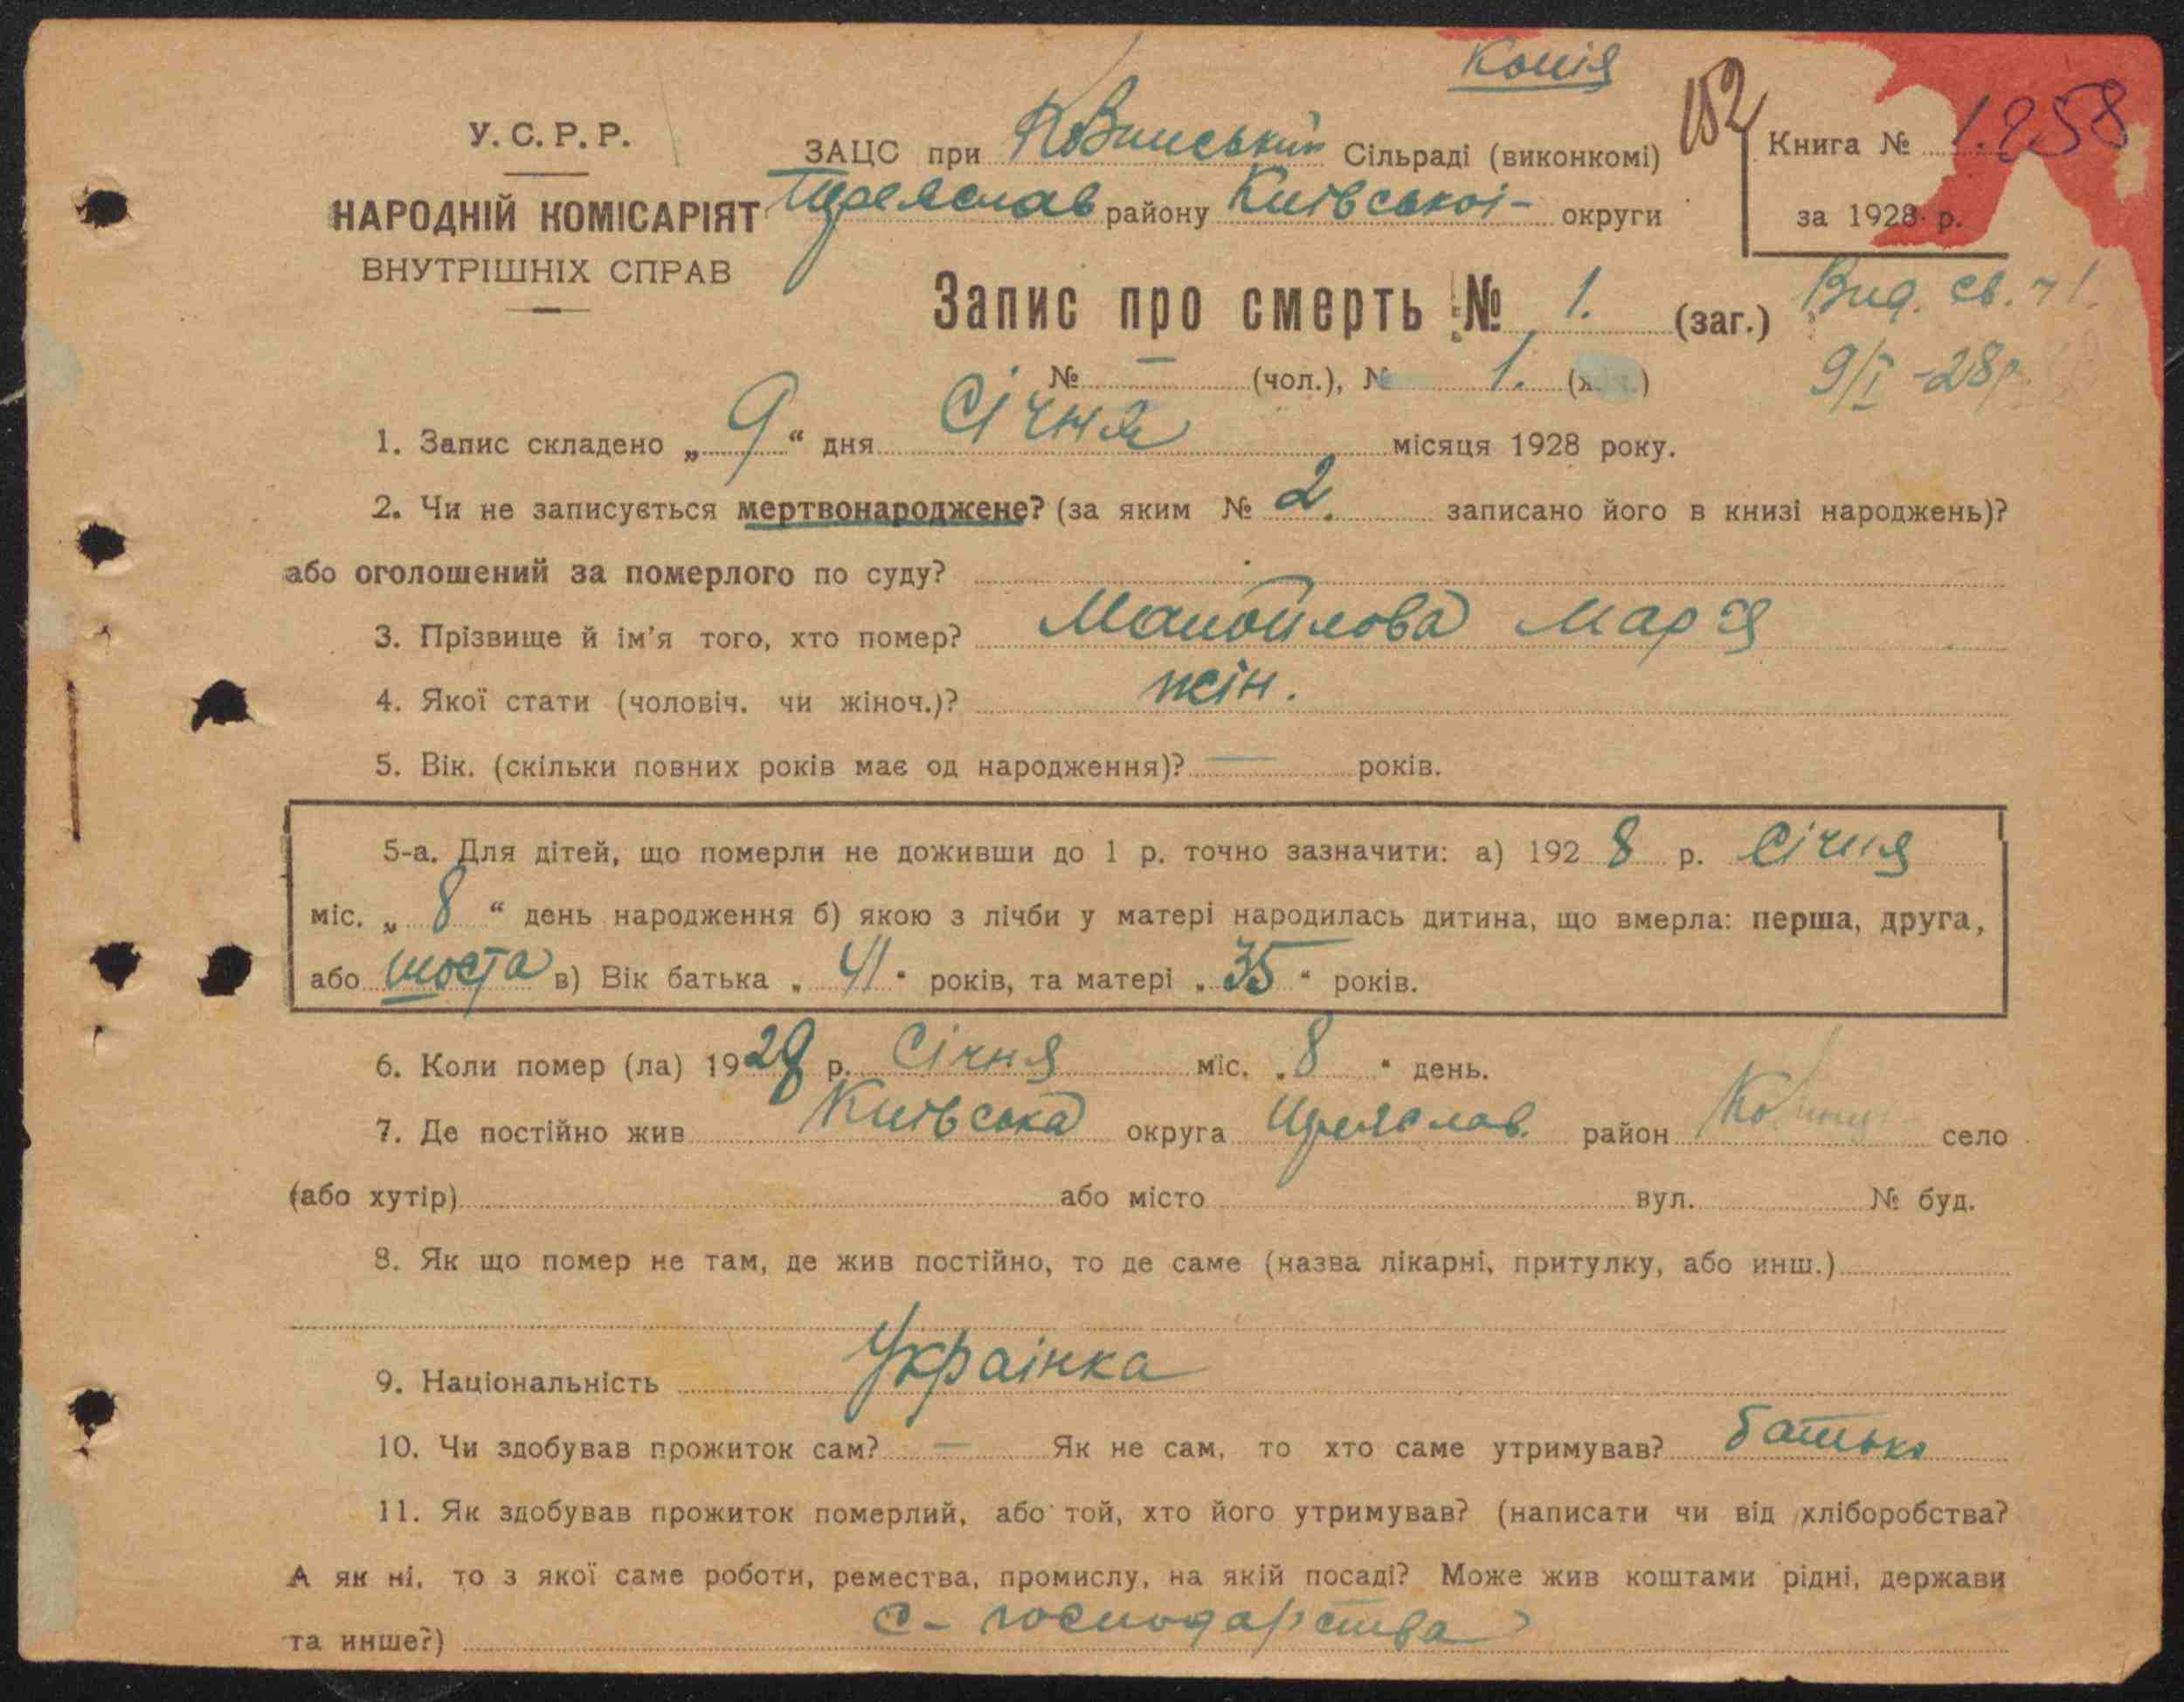 Копія
У. С. Р. Р.
ЗАЦС при Ковинській Сільраді (виконкомі)
152
Книга № 1.258
НАРОДНІЙ КОМІСАРІЯТ
Переяслав району Київської округи
за 1928 р.
ВНУТРІШНІХ СПРАВ
Запис про смерть № 1. (заг.)
Вид. св. ч 1.
№ — (чол.), № 1.
9/I -28 р.
1. Запис складено „ 9 “ дня Січня місяця 1928 року.
2. Чи не записується мертвонароджене? (за яким № 2. записано його в книзі народжень)?
або оголошений за померлого по суду?
3. Прізвище й ім'я того, хто помер? Манойлова Марія
4. Якої стати (чоловіч. чи жіноч.)? жін.
5. Вік. (скільки повних років має од народження)? — років.
5-а. Для дітей, що померли не доживши до 1 р. точно зазначити: а) 192 8 р. Січня
міс. „ 8 “ день народження б) якою з лічби у матері народилась дитина, що вмерла: перша, друга,
або шоста в) Вік батька „ 41 “ років, та матері „ 35 “ років.
6. Коли помер (ла) 1928 р. Січня міс. „ 8 “ день.
7. Де постійно жив Київська округа Переяслав. район село
(або хутір) або місто вул. № буд.
8. Як що помер не там, де жив постійно, то де саме (назва лікарні, притулку, або инш.)
9. Національність Українка
10. Чи здобував прожиток сам? — Як не сам, то хто саме утримував? батько
11. Як здобував прожиток померлий, або той, хто його утримував? (написати чи від хліборобства?
А як ні, то з якої саме роботи, ремества, промислу, на якій посаді? Може жив коштами рідні, держави
та инше?) с- господарства